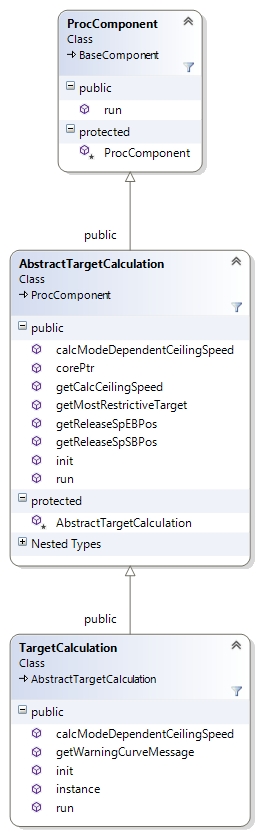 ProcComponent
Class
BaseComponent
public
run
protected
ProcComponent
public
AbstractTargetCalculation
Class
ProcComponent
public
calcModeDependentCeilingSpeed
corePtr
getCalcCeilingSpeed
getMostRestrictiveTarget
getReleaseSpEBPos
getReleaseSpSBPos
init
run
protected
AbstractTargetCalculation
Nested Types
public
TargetCalculation
Class
AbstractTargetCalculation
public
calcModeDependentCeilingSpeed
getWarningCurveMessage
init
instance
run